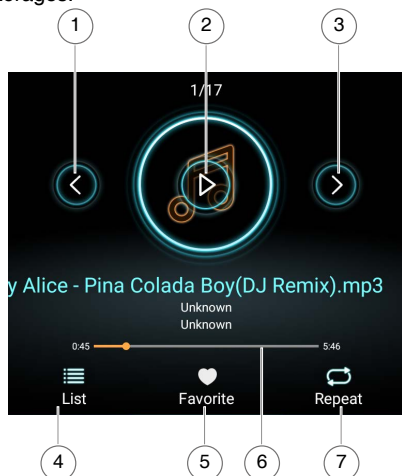 1 2 3
1/17
y Alice - Pina Colada Boy(DJ Remix).mp3
Unknown
Unknown
0:45 5:46
List Favorite Repeat
4 5 6 7